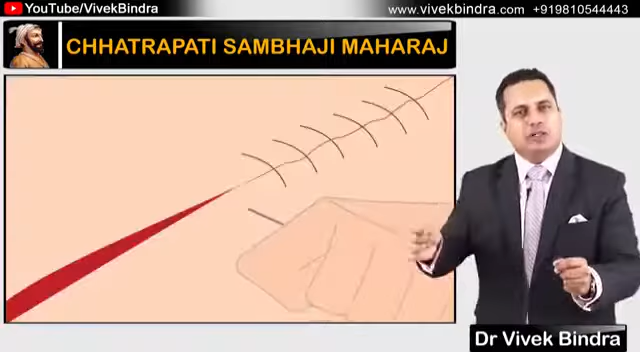 YouTube/VivekBindra
www.vivekbindra.com +919810544443
CHHATRAPATI SAMBHAJI MAHARAJ
Dr Vivek Bindra